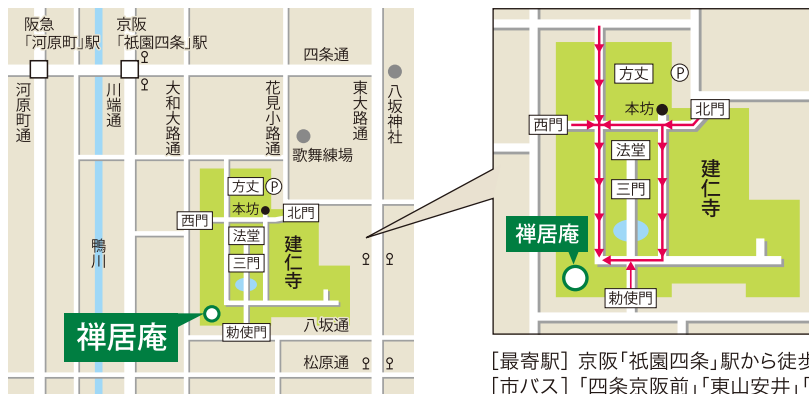 阪急
「河原町」駅
京阪
「祇園四条」駅
四条通
河原町通
川端通
大和大路通
花見小路通
東大路通
八坂神社
歌舞練場
方丈
P
本坊
西門
北門
法堂
三門
建仁寺
鴨川
勅使門
禅居庵
八坂通
松原通
方丈
P
本坊
北門
西門
法堂
三門
建仁寺
禅居庵
勅使門
[最寄駅] 京阪「祇園四条」駅から徒歩
[市バス]「四条京阪前」「東山安井」「